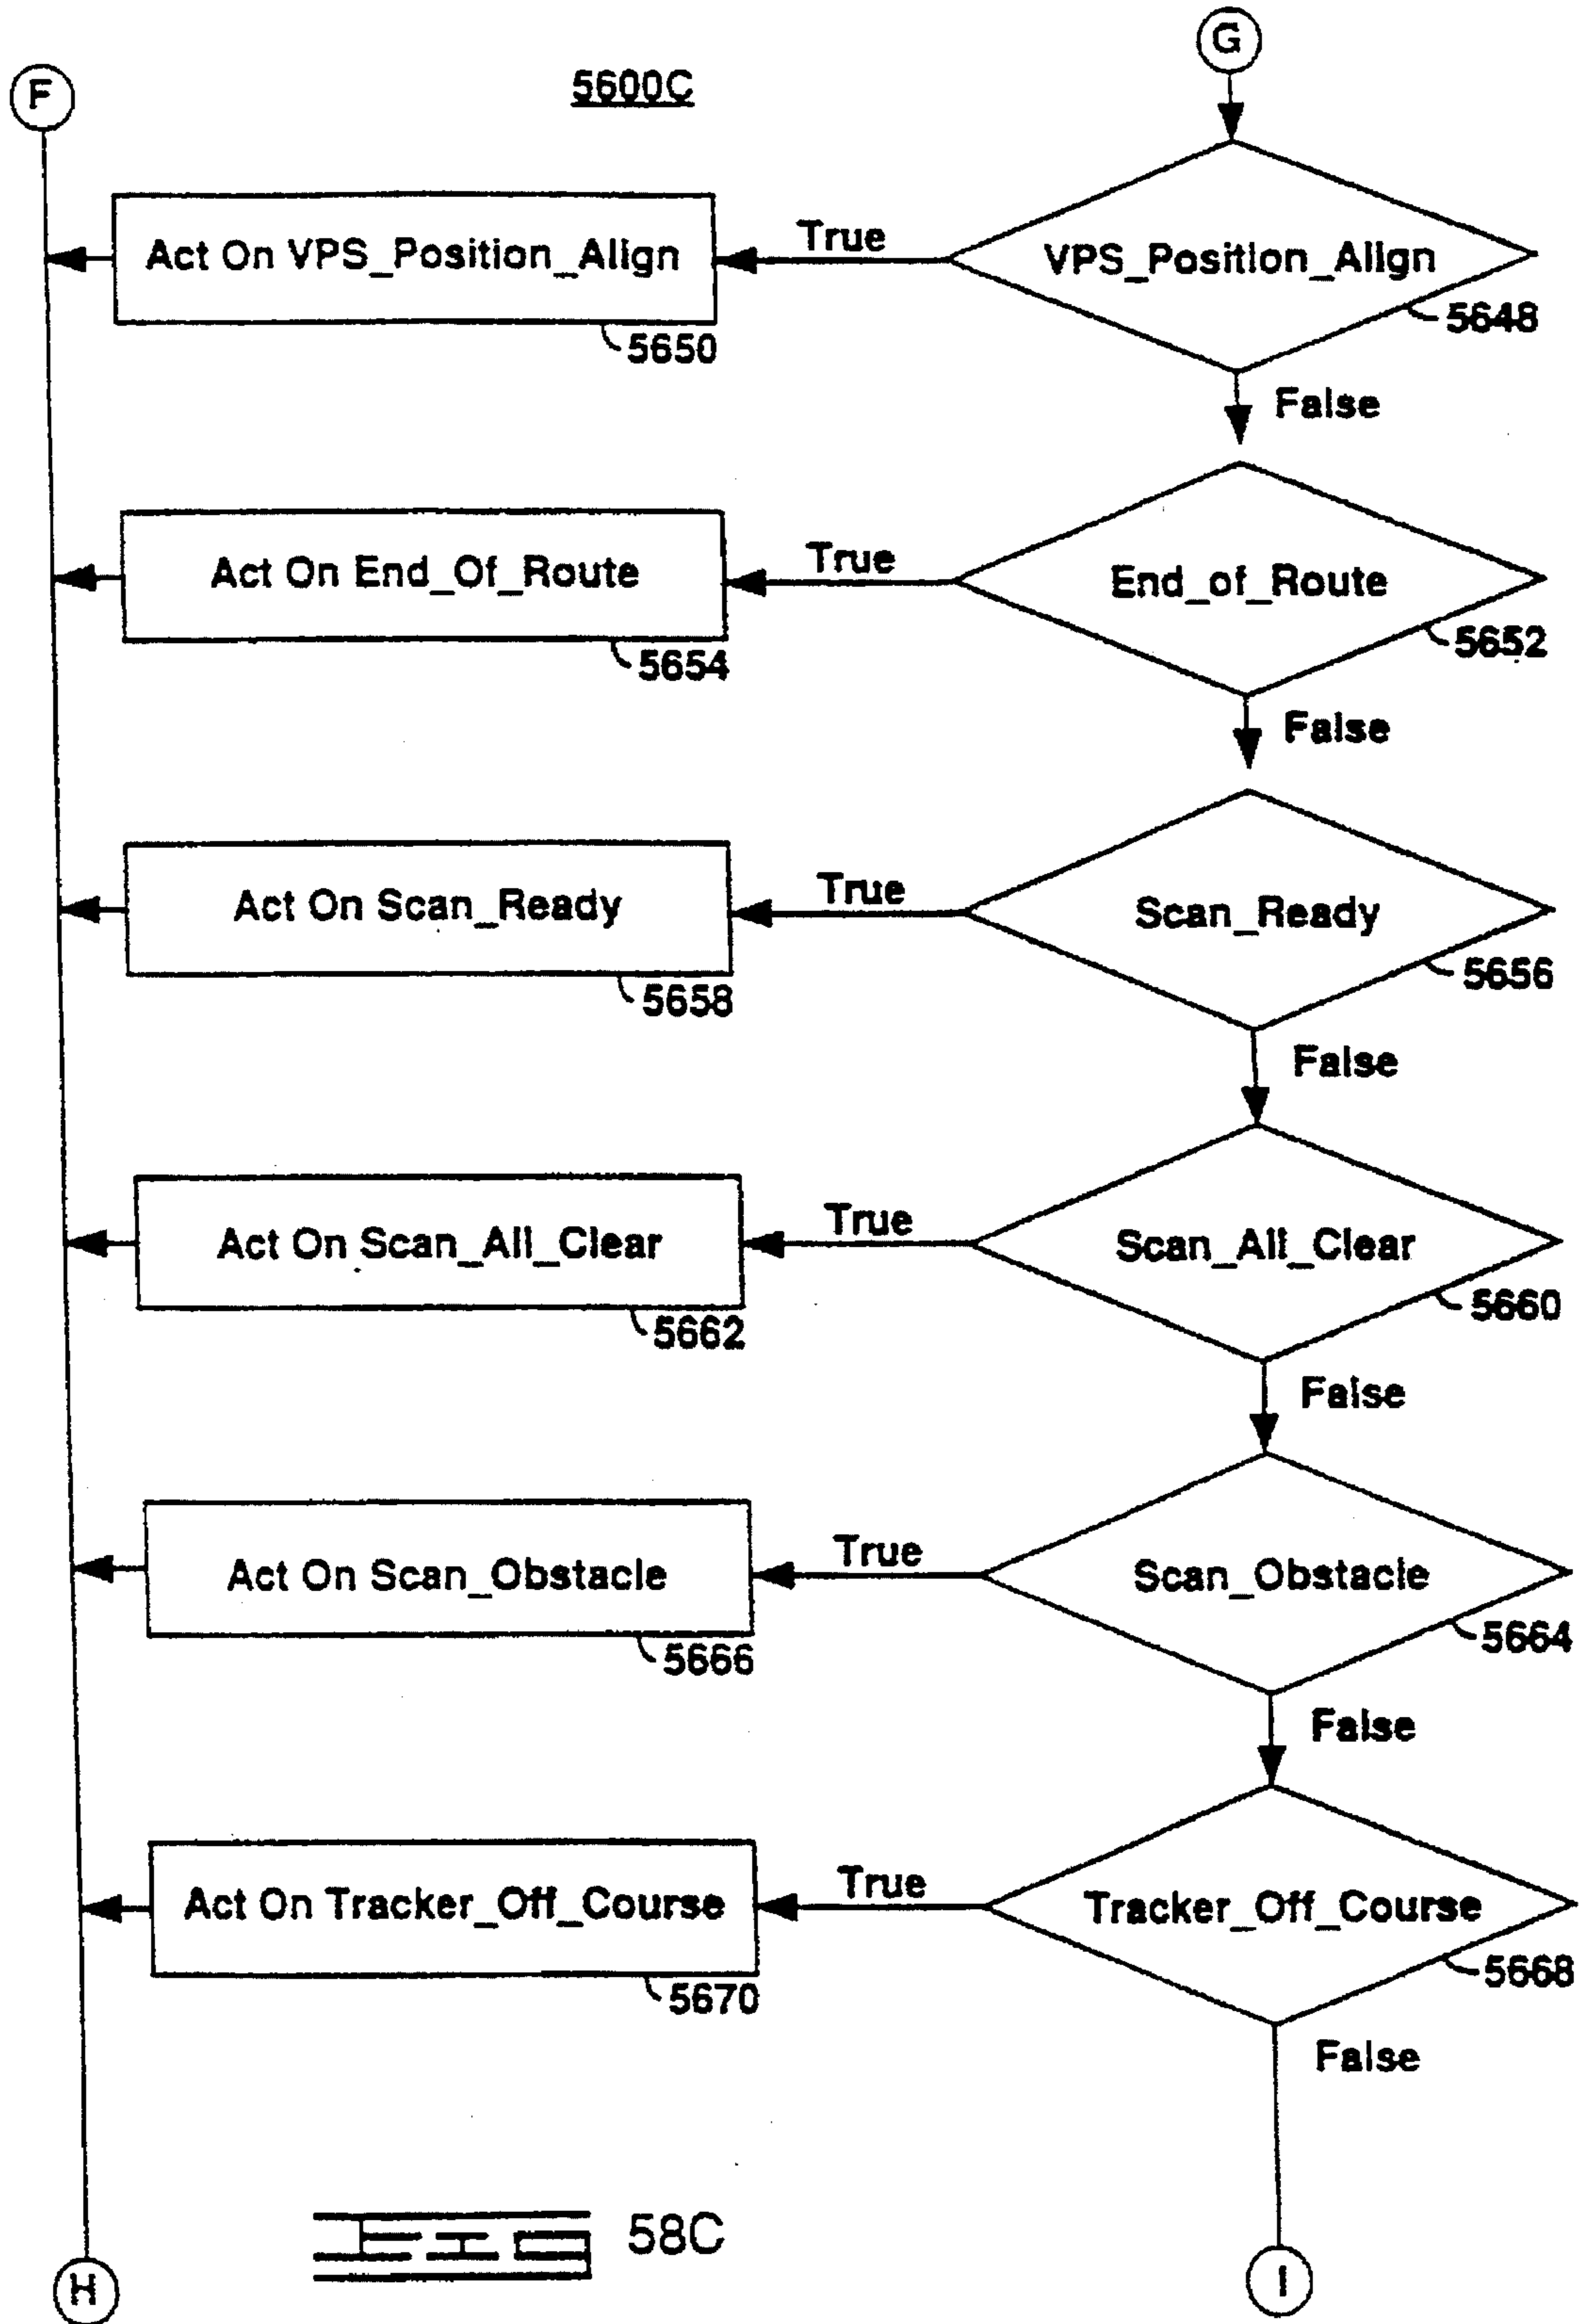 G
F
5600C
Act On VPS_Position_Align
True
VPS_Position_Align
5650
5648
False
Act On End_Of_Route
True
End_of_Route
5654
5652
False
Act On Scan_Ready
True
Scan_Ready
5658
5656
False
Act On Scan_All_Clear
True
Scan_All_Clear
5662
5660
False
Act On Scan_Obstacle
True
Scan_Obstacle
5666
5664
False
Act On Tracker_Off_Course
True
Tracker_Off_Course
5670
5668
False
FIG 58C
H
I